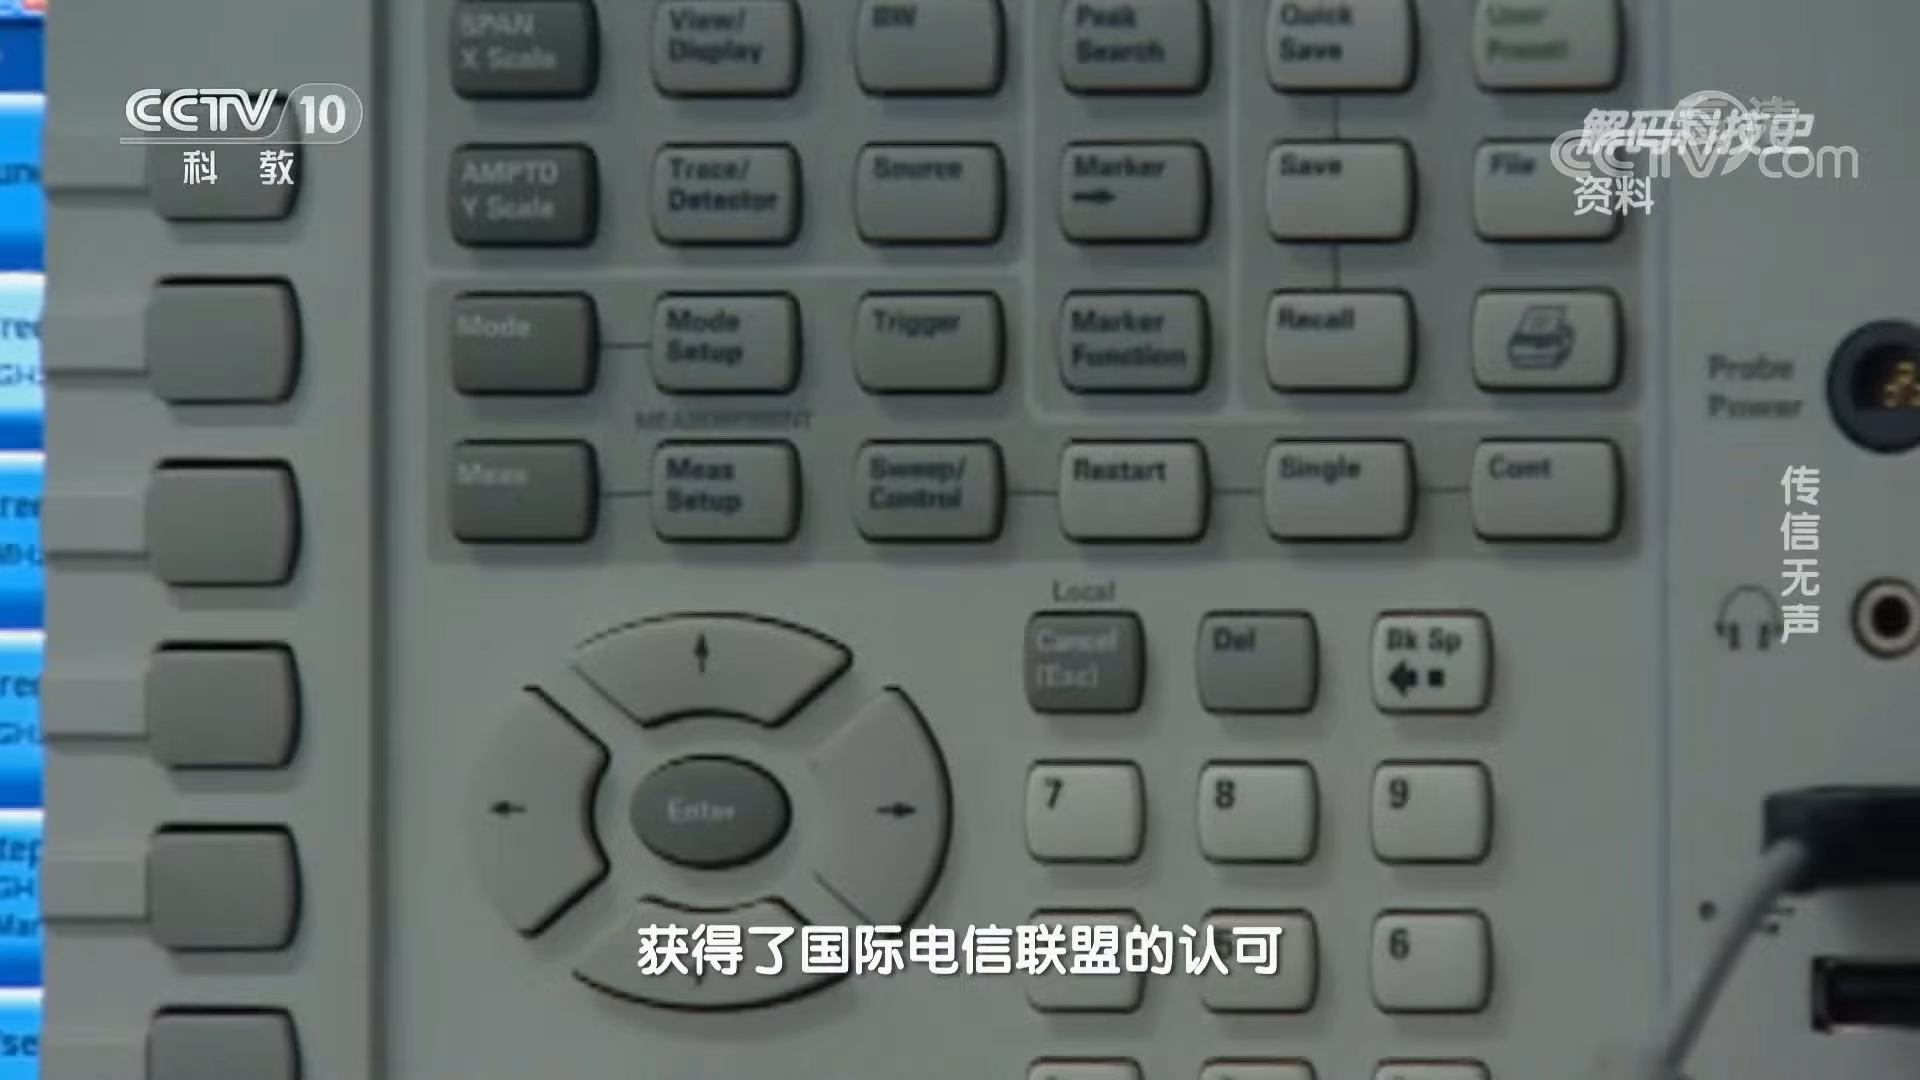 SPAN
X Scale
View/
Display
BW
Peak
Search
Quick
Save
User
Preset
CCTV 10
科 教
解码科技史
CCTV.com
资料
AMPTD
Y Scale
Trace/
Detector
Source
Marker
Save
File
Mode
Mode
Setup
Trigger
Marker
Function
Recall
Probe
Power
MEASUREMENT
Meas
Meas
Setup
Sweep/
Control
Restart
Single
Cont
传信无声
Local
Cancel
(Esc)
Del
Bk Sp
Enter
7
8
9
6
获得了国际电信联盟的认可